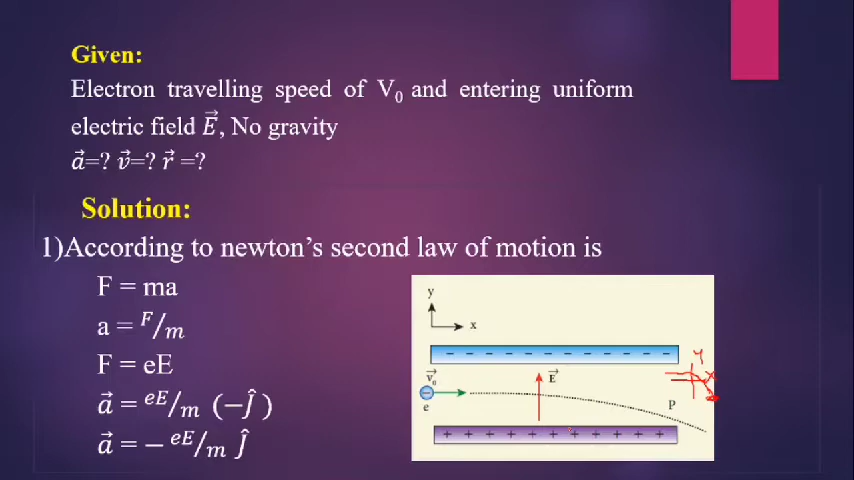 Given:
Electron travelling speed of V₀ and entering uniform
electric field E⃗, No gravity
a⃗=? v⃗=? r⃗ =?
Solution:
1)According to newton's second law of motion is
F = ma
a = F/m
F = eE
a⃗ = eE/m (−ĵ )
a⃗ = − eE/m ĵ
y
x
− − − − − − − − − − −
v⃗₀
E⃗
e
P
+ + + + + + + + + + +
Y
X